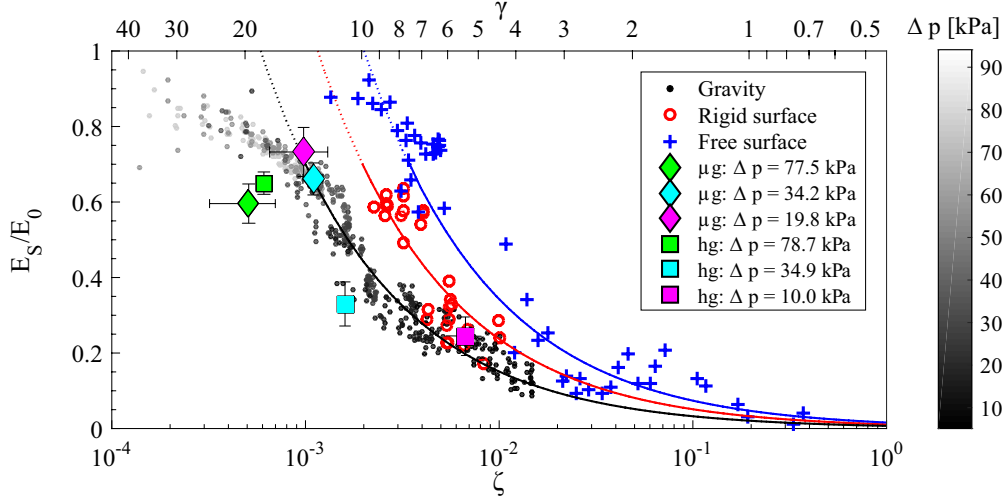 γ
40 30 20 10 8 7 6 5 4 3 2 1 0.7 0.5
Δ p [kPa]
1
0.8
0.6
0.4
0.2
0
E_S/E_0
Gravity
Rigid surface
Free surface
μg: Δ p = 77.5 kPa
μg: Δ p = 34.2 kPa
μg: Δ p = 19.8 kPa
hg: Δ p = 78.7 kPa
hg: Δ p = 34.9 kPa
hg: Δ p = 10.0 kPa
90
80
70
60
50
40
30
20
10
10^-4 10^-3 10^-2 10^-1 10^0
ζ